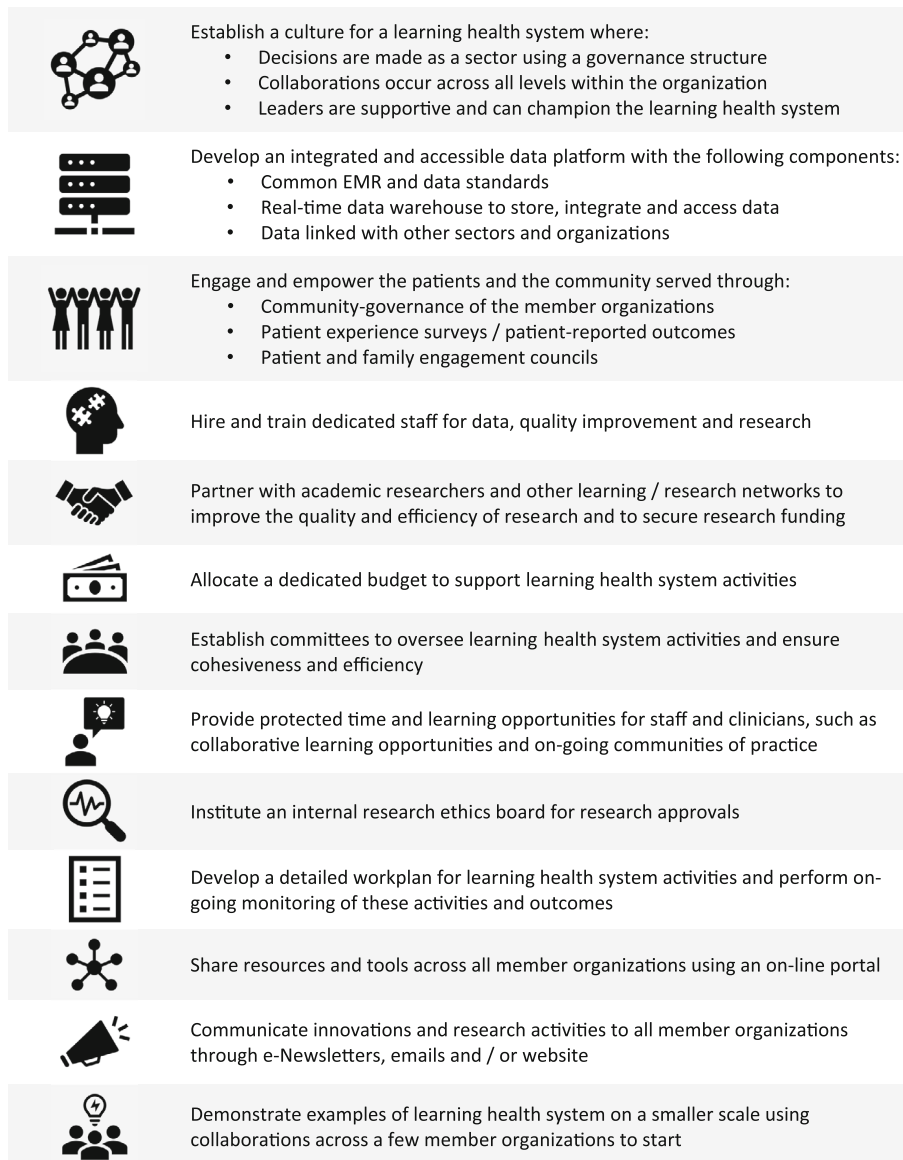 Establish a culture for a learning health system where:
• Decisions are made as a sector using a governance structure
• Collaborations occur across all levels within the organization
• Leaders are supportive and can champion the learning health system
Develop an integrated and accessible data platform with the following components:
• Common EMR and data standards
• Real-time data warehouse to store, integrate and access data
• Data linked with other sectors and organizations
Engage and empower the patients and the community served through:
• Community-governance of the member organizations
• Patient experience surveys / patient-reported outcomes
• Patient and family engagement councils
Hire and train dedicated staff for data, quality improvement and research
Partner with academic researchers and other learning / research networks to
improve the quality and efficiency of research and to secure research funding
Allocate a dedicated budget to support learning health system activities
Establish committees to oversee learning health system activities and ensure
cohesiveness and efficiency
Provide protected time and learning opportunities for staff and clinicians, such as
collaborative learning opportunities and on-going communities of practice
Institute an internal research ethics board for research approvals
Develop a detailed workplan for learning health system activities and perform on-
going monitoring of these activities and outcomes
Share resources and tools across all member organizations using an on-line portal
Communicate innovations and research activities to all member organizations
through e-Newsletters, emails and / or website
Demonstrate examples of learning health system on a smaller scale using
collaborations across a few member organizations to start